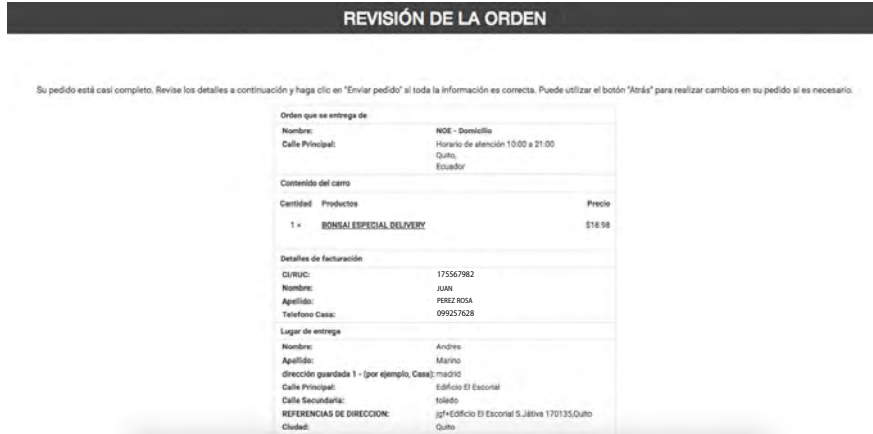 REVISIÓN DE LA ORDEN
Su pedido está casi completo. Revise los detalles a continuación y haga clic en "Enviar pedido" si toda la información es correcta. Puede utilizar el botón "Atrás" para realizar cambios en su pedido si es necesario.
Orden que se entrega de
Nombre: NOE - Domicilio
Calle Principal: Horario de atención 10:00 a 21:00
Quito,
Ecuador
Contenido del carro
Cantidad Productos Precio
1 × BONSAI ESPECIAL DELIVERY $18.98
Detalles de facturación
CI/RUC: 175567982
Nombre: JUAN
Apellido: PEREZ ROSA
Telefono Casa: 099257628
Lugar de entrega
Nombre: Andres
Apellido: Marino
dirección guardada 1 - (por ejemplo, Casa): madrid
Calle Principal: Edificio El Escorial
Calle Secundaria: toledo
REFERENCIAS DE DIRECCION: jgf+Edificio El Escorial S.Játiva 170135,Quito
Ciudad: Quito